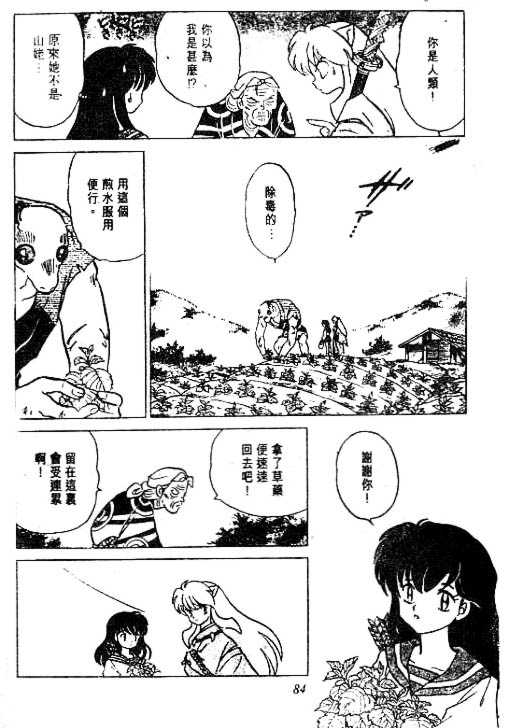 你是人類！
你以為
我是甚麼!?
原來她不是
山姥…
除毒的…
用這個
煎水服用
便行。
謝謝你！
拿了草藥
便速速
回去吧！
留在這裏
會受連累
啊！
84